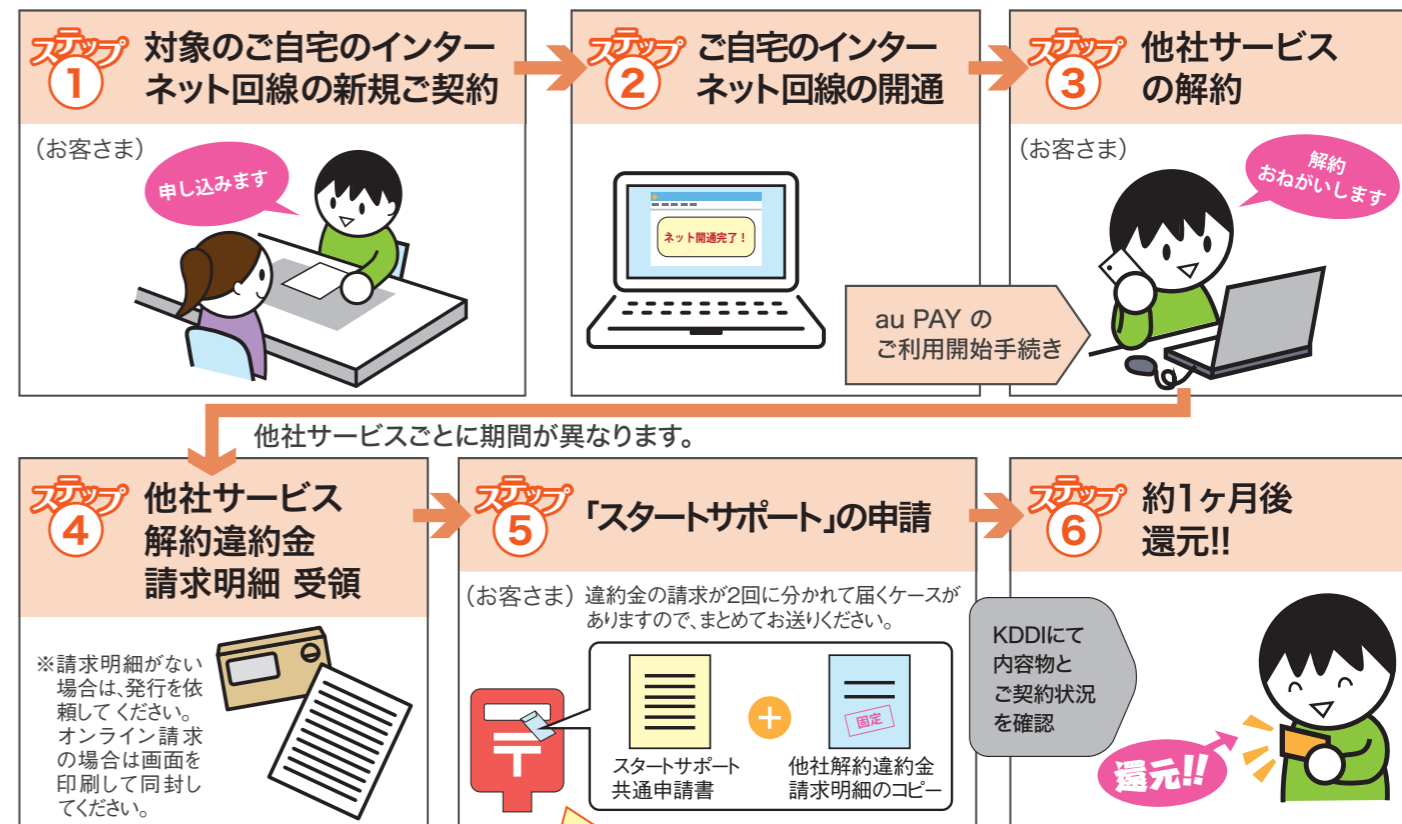 ステップ
1
対象のご自宅のインター
ネット回線の新規ご契約
(お客さま)
申し込みます
ステップ
2
ご自宅のインター
ネット回線の開通
ネット開通完了！
au PAY の
ご利用開始手続き
ステップ
3
他社サービス
の解約
(お客さま)
解約
おねがいします
他社サービスごとに期間が異なります。
ステップ
4
他社サービス
解約違約金
請求明細 受領
※請求明細がない
場合は、発行を依
頼してください。
オンライン請求
の場合は画面を
印刷して同封し
てください。
ステップ
5
「スタートサポート」の申請
(お客さま)
違約金の請求が2回に分かれて届くケースが
ありますので、まとめてお送りください。
固定
スタートサポート
共通申請書
他社解約違約金
請求明細のコピー
ステップ
6
約1ヶ月後
還元!!
KDDIにて
内容物と
ご契約状況
を確認
還元!!